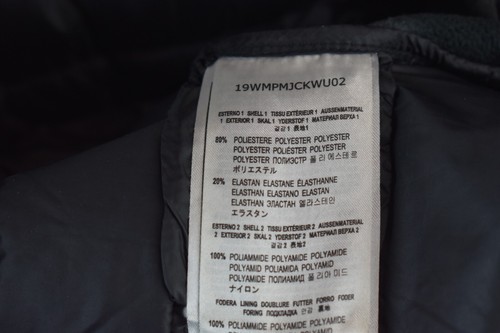 19WMPMJCKWU02
ESTERNO 1 SHELL 1 TISSU EXTÉRIEUR 1 AUSSENMATERIAL
1 EXTERIOR 1 SKAL 1 YDERSTOF 1 МАТЕРИАЛ ВЕРХА 1
겉감 1 表地1
80% POLIESTERE POLYESTER POLYESTER
POLYESTER POLIÉSTER POLYESTER
POLYESTER ПОЛИЭСТР 폴리에스테르
ポリエステル
20% ELASTAN ELASTANE ÉLASTHANNE
ELASTHAN ELASTANO ELASTAN
ELASTHAN ЭЛАСТАН 엘라스탄
エラスタン
ESTERNO 2 SHELL 2 TISSU EXTÉRIEUR 2 AUSSENMATERIAL
2 EXTERIOR 2 SKAL 2 YDERSTOF 2 МАТЕРИАЛ ВЕРХА 2
겉감 2 表地2
100% POLIAMMIDE POLYAMIDE POLYAMIDE
POLYAMID POLIAMIDA POLYAMID
POLYAMID ПОЛИАМИД 폴리아미드
ナイロン
FODERA LINING DOUBLURE FUTTER FORRO FODER
FORING ПОДКЛАДКА 안감
100% POLIAMMIDE POLYAMIDE POLYAMIDE